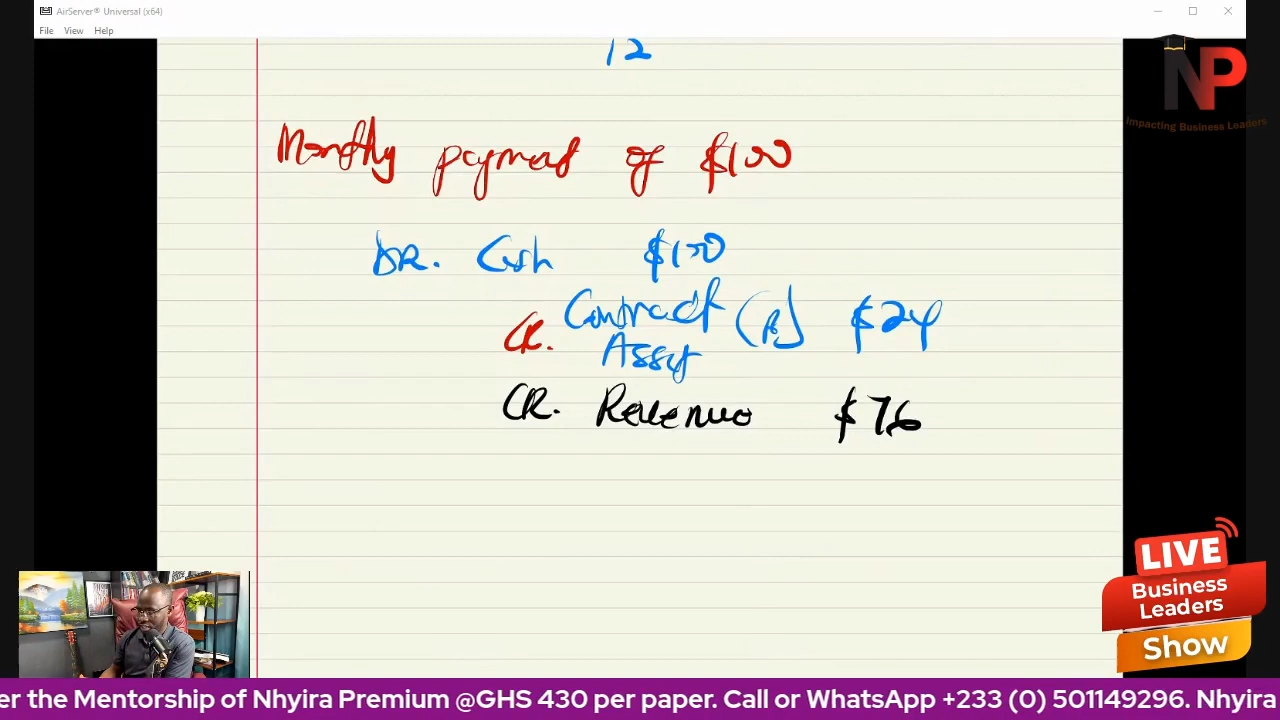 AirServer® Universal (x64)
File View Help
12
NP
Impacting Business Leaders
Monthly payment of $100
DR. Cash $100
CR. Contract Asset (R) $24
CR. Revenue $76
LIVE
Business
Leaders
Show
er the Mentorship of Nhyira Premium @GHS 430 per paper. Call or WhatsApp +233 (0) 501149296. Nhyira